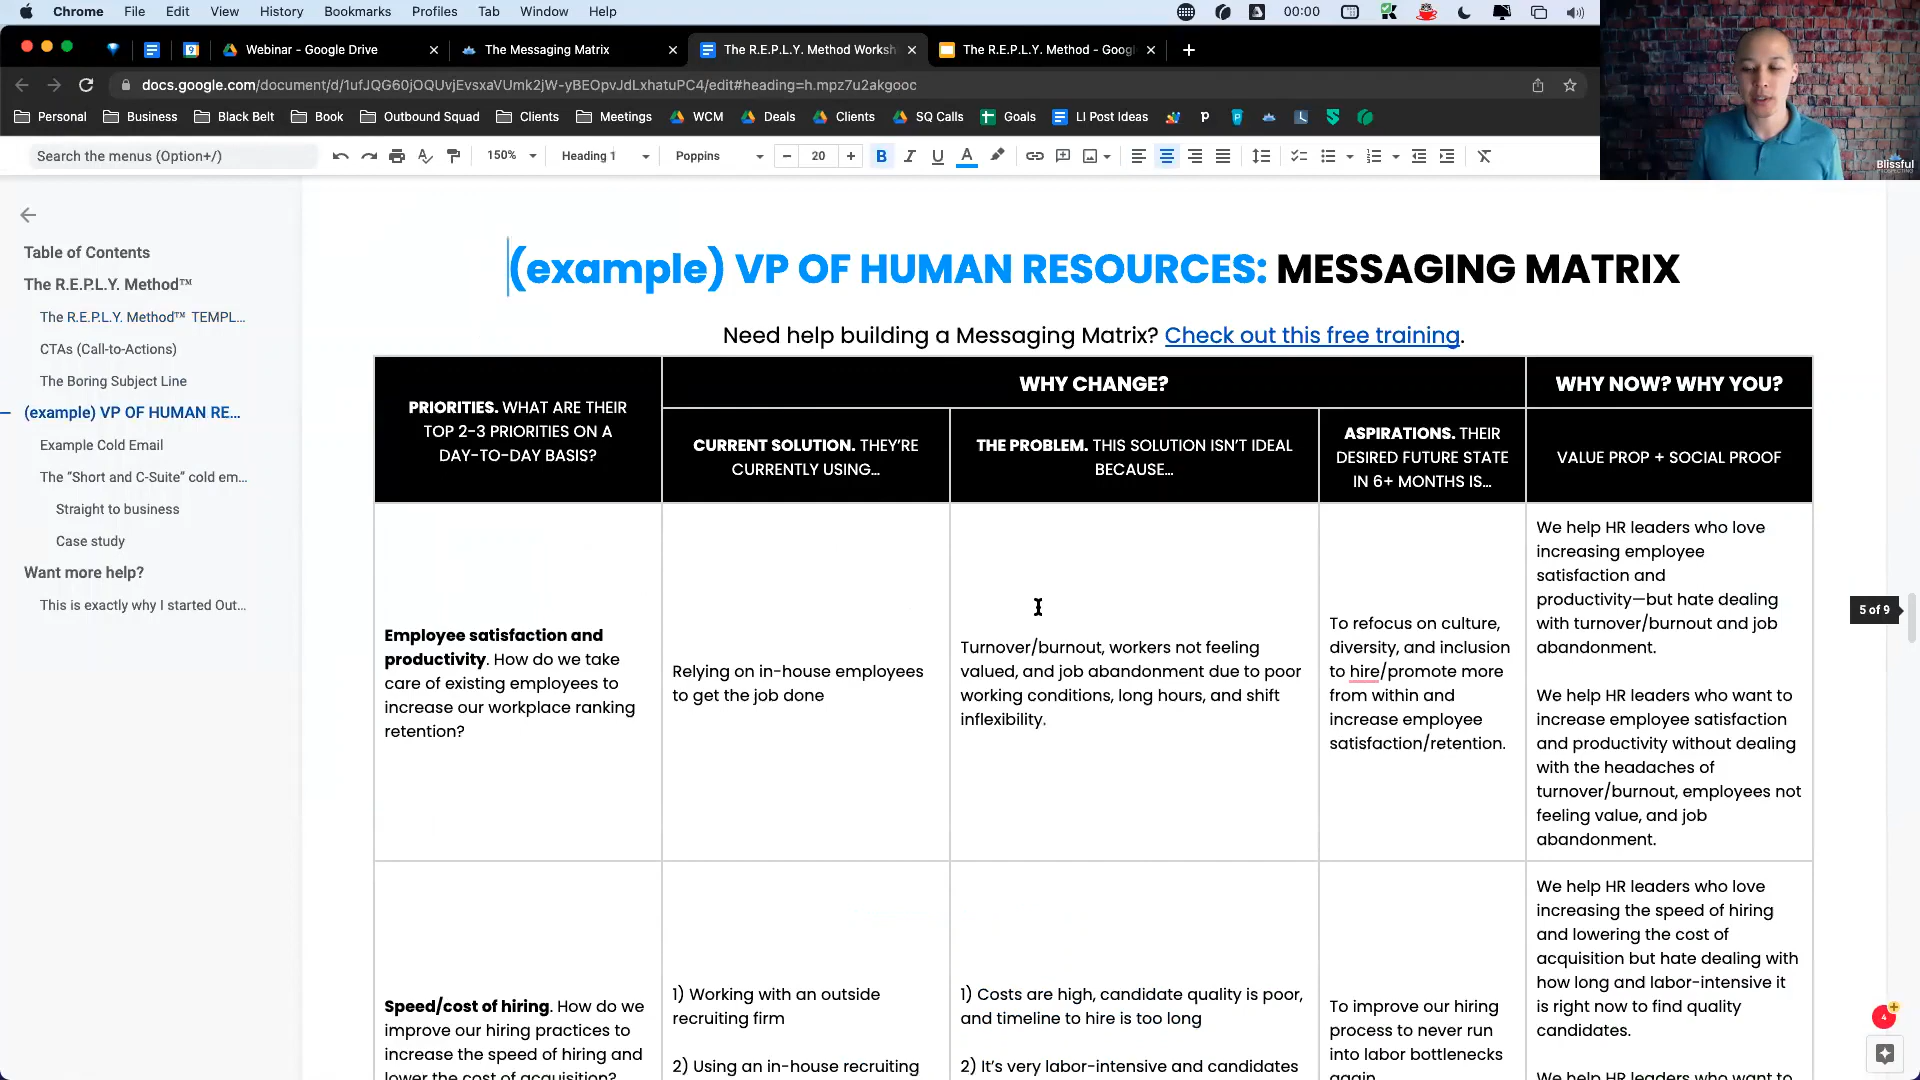 Chrome File Edit View History Bookmarks Profiles Tab Window Help 00:00
Webinar - Google Drive The Messaging Matrix The R.E.P.L.Y. Method Worksh The R.E.P.L.Y. Method - Googl
docs.google.com/document/d/1ufJQG60jOQUvjEvsxaVUmk2jW-yBEOpvJdLxhatuPC4/edit#heading=h.mpz7u2akgooc
Personal Business Black Belt Book Outbound Squad Clients Meetings WCM Deals Clients SQ Calls Goals LI Post Ideas
Blissful
PROSPECTING
Search the menus (Option+/) 150% Heading 1 Poppins 20
Table of Contents
The R.E.P.L.Y. Method™
The R.E.P.L.Y. Method™ TEMPL...
CTAs (Call-to-Actions)
The Boring Subject Line
(example) VP OF HUMAN RE...
Example Cold Email
The “Short and C-Suite” cold em...
Straight to business
Case study
Want more help?
This is exactly why I started Out...
(example) VP OF HUMAN RESOURCES: MESSAGING MATRIX
Need help building a Messaging Matrix? Check out this free training.
PRIORITIES. WHAT ARE THEIR
TOP 2-3 PRIORITIES ON A
DAY-TO-DAY BASIS?
WHY CHANGE?
WHY NOW? WHY YOU?
CURRENT SOLUTION. THEY'RE
CURRENTLY USING...
THE PROBLEM. THIS SOLUTION ISN'T IDEAL
BECAUSE...
ASPIRATIONS. THEIR
DESIRED FUTURE STATE
IN 6+ MONTHS IS...
VALUE PROP + SOCIAL PROOF
Employee satisfaction and
productivity. How do we take
care of existing employees to
increase our workplace ranking
retention?
Relying on in-house employees
to get the job done
Turnover/burnout, workers not feeling
valued, and job abandonment due to poor
working conditions, long hours, and shift
inflexibility.
To refocus on culture,
diversity, and inclusion
to hire/promote more
from within and
increase employee
satisfaction/retention.
We help HR leaders who love
increasing employee
satisfaction and
productivity—but hate dealing
with turnover/burnout and job
abandonment.
We help HR leaders who want to
increase employee satisfaction
and productivity without dealing
with the headaches of
turnover/burnout, employees not
feeling value, and job
abandonment.
5 of 9
Speed/cost of hiring. How do we
improve our hiring practices to
increase the speed of hiring and
lower the cost of acquisition?
1) Working with an outside
recruiting firm
2) Using an in-house recruiting
1) Costs are high, candidate quality is poor,
and timeline to hire is too long
2) It's very labor-intensive and candidates
To improve our hiring
process to never run
into labor bottlenecks
again
We help HR leaders who love
increasing the speed of hiring
and lowering the cost of
acquisition but hate dealing with
how long and labor-intensive it
is right now to find quality
candidates.
We help HR leaders who want to
4